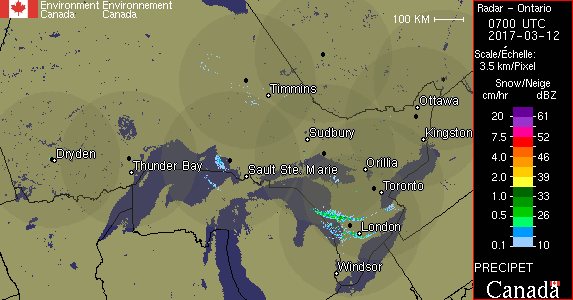 Environment Environnement
Canada Canada
100 KM
Timmins
Ottawa
Sudbury
Kingston
Dryden
Thunder Bay
Sault Ste. Marie
Orillia
Toronto
London
Windsor
Radar - Ontario
0700 UTC
2017-03-12
Scale/Échelle:
3.5 km/Pixel
Snow/Neige
cm/hr dBZ
20 61
7.5 52
4.0 46
2.0 39
1.0 33
0.5 26
0.1 10
PRECIPET
Canada